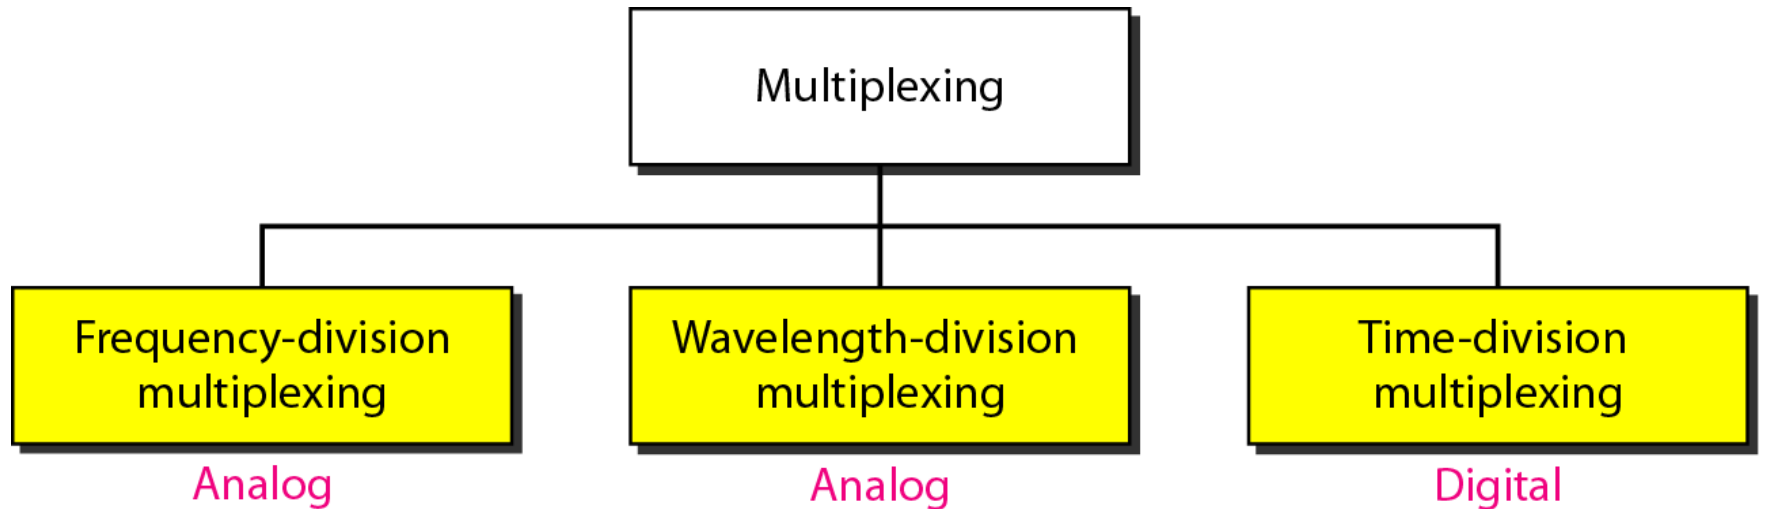 Multiplexing
Frequency-division
multiplexing
Wavelength-division
multiplexing
Time-division
multiplexing
Analog
Analog
Digital